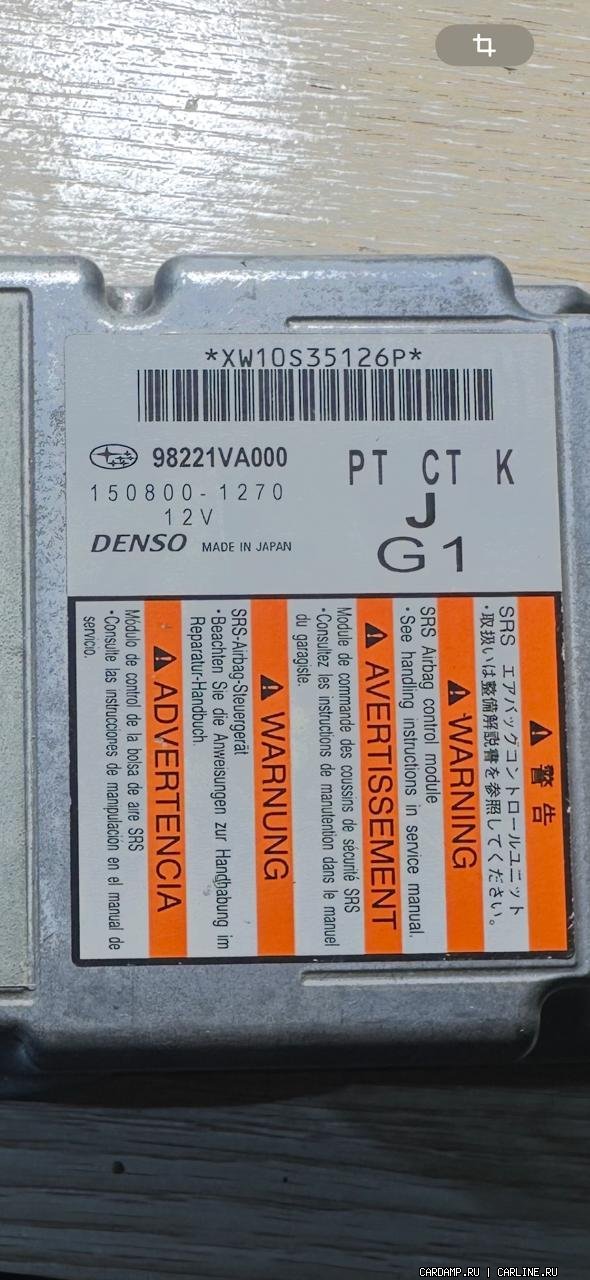 *XW10S35126P*
98221VA000
PT CT K
150800-1270
J
12V
G1
DENSO MADE IN JAPAN
警告
SRS エアバッグコントロールユニット
・取扱いは整備解説書を参照してください。
WARNING
SRS Airbag control module
・See handling instructions in service manual.
AVERTISSEMENT
Module de commande des coussins de sécurité SRS
・Consultez les instructions de manutention dans le manuel
du garagiste.
WARNUNG
SRS-Airbag-Steuergerät
・Beachten Sie die Anweisungen zur Handhabung im
Reparatur-Handbuch.
ADVERTENCIA
Módulo de control de la bolsa de aire SRS
・Consulte las instrucciones de manipulación en el manual de
servicio.
CARDAMP.RU | CARLINE.RU